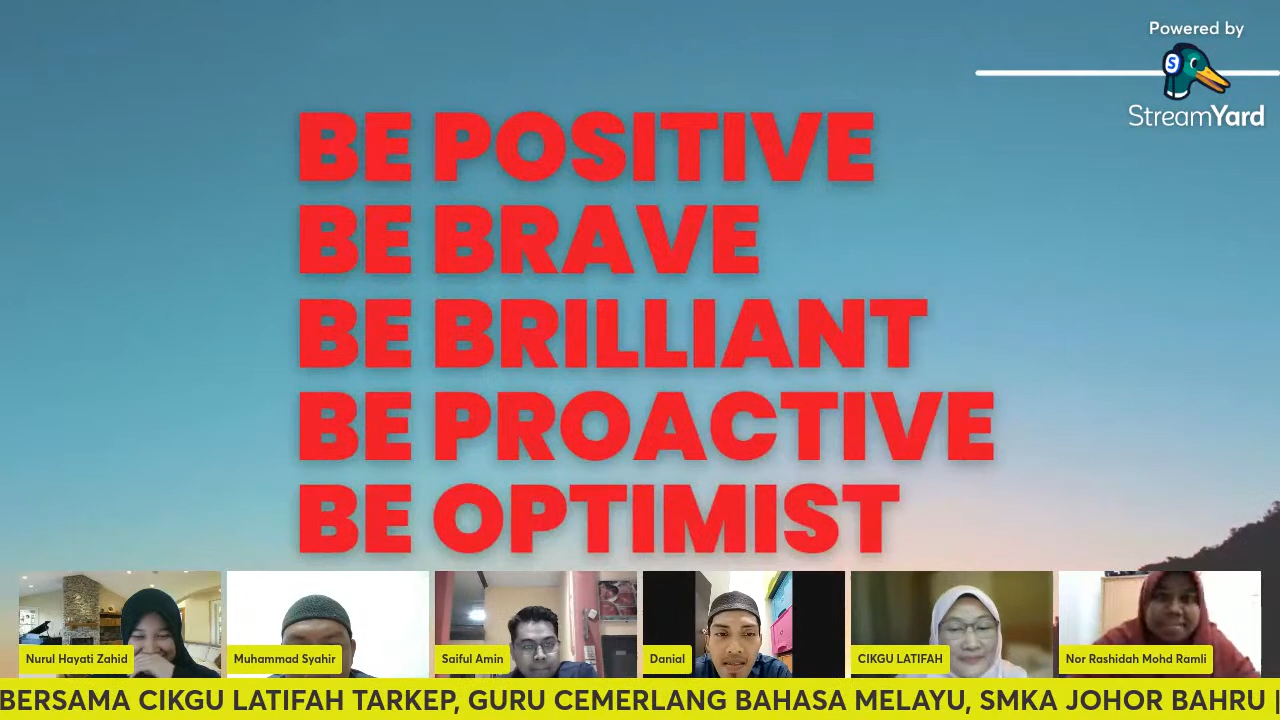 Powered by
S
StreamYard
BE POSITIVE
BE BRAVE
BE BRILLIANT
BE PROACTIVE
BE OPTIMIST
Nurul Hayati Zahid
Muhammad Syahir
Saiful Amin
Danial
CIKGU LATIFAH
Nor Rashidah Mohd Ramli
BERSAMA CIKGU LATIFAH TARKEP, GURU CEMERLANG BAHASA MELAYU, SMKA JOHOR BAHRU |